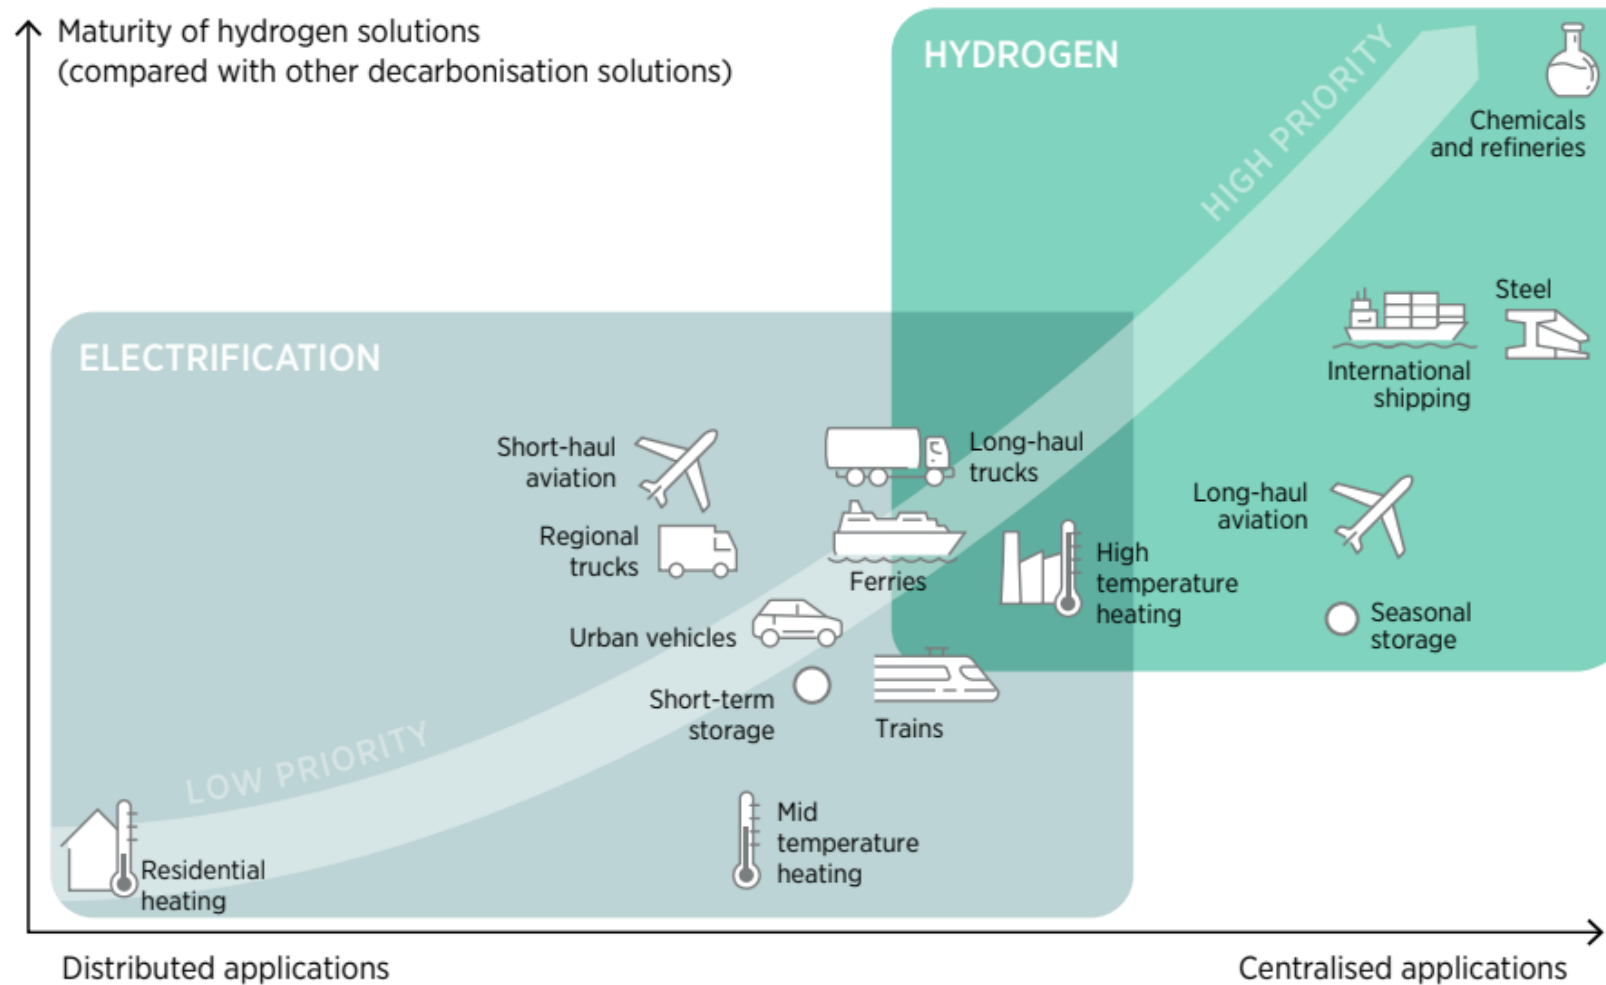 Maturity of hydrogen solutions
(compared with other decarbonisation solutions)
HYDROGEN
HIGH PRIORITY
Chemicals
and refineries
Steel
International
shipping
ELECTRIFICATION
Short-haul
aviation
Long-haul
trucks
Long-haul
aviation
Regional
trucks
Ferries
High
temperature
heating
Seasonal
storage
Urban vehicles
Short-term
storage
Trains
LOW PRIORITY
Mid
temperature
heating
Residential
heating
Distributed applications
Centralised applications